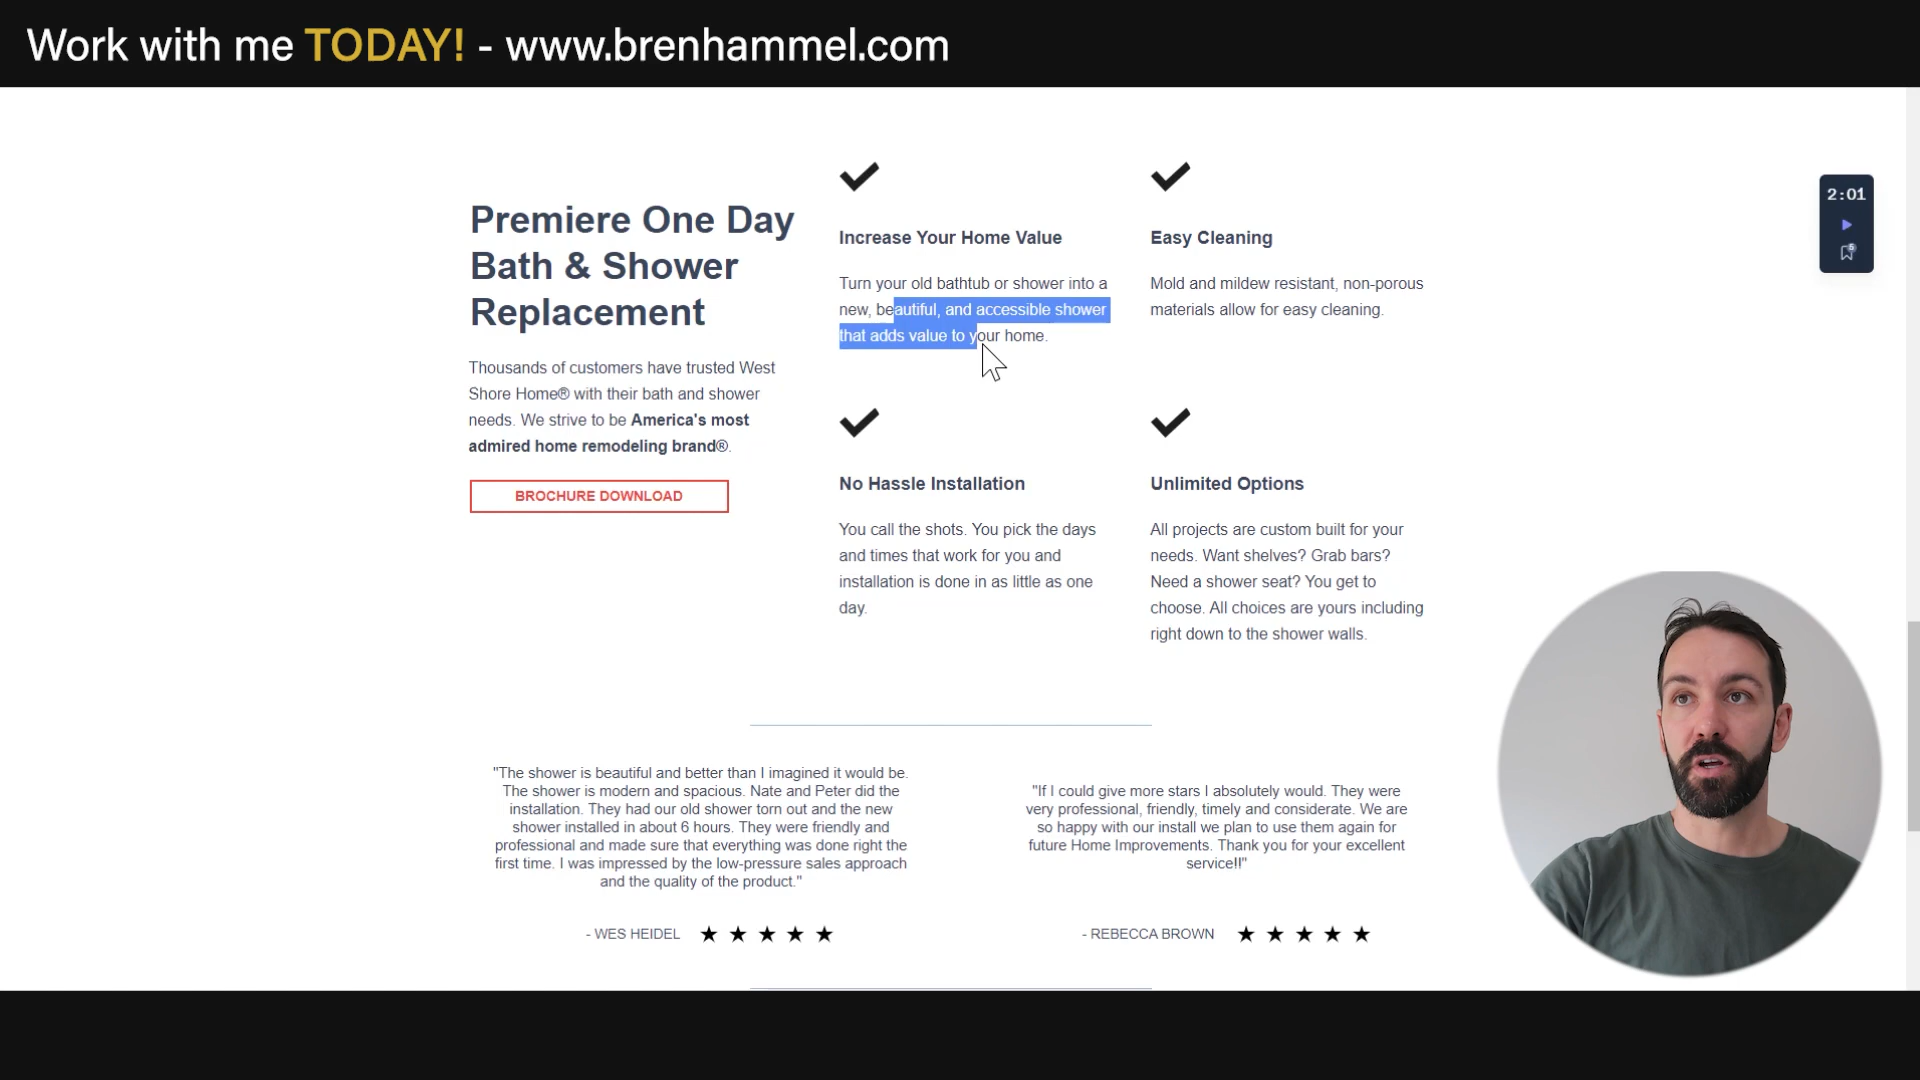 Work with me TODAY! - www.brenhammel.com
Premiere One Day
Bath & Shower
Replacement
Thousands of customers have trusted West
Shore Home® with their bath and shower
needs. We strive to be America's most
admired home remodeling brand®.
BROCHURE DOWNLOAD
Increase Your Home Value
Turn your old bathtub or shower into a
new, beautiful, and accessible shower
that adds value to your home.
Easy Cleaning
Mold and mildew resistant, non-porous
materials allow for easy cleaning.
No Hassle Installation
You call the shots. You pick the days
and times that work for you and
installation is done in as little as one
day.
Unlimited Options
All projects are custom built for your
needs. Want shelves? Grab bars?
Need a shower seat? You get to
choose. All choices are yours including
right down to the shower walls.
2:01
5
"The shower is beautiful and better than I imagined it would be.
The shower is modern and spacious. Nate and Peter did the
installation. They had our old shower torn out and the new
shower installed in about 6 hours. They were friendly and
professional and made sure that everything was done right the
first time. I was impressed by the low-pressure sales approach
and the quality of the product."
- WES HEIDEL
"If I could give more stars I absolutely would. They were
very professional, friendly, timely and considerate. We are
so happy with our install we plan to use them again for
future Home Improvements. Thank you for your excellent
service!!"
- REBECCA BROWN